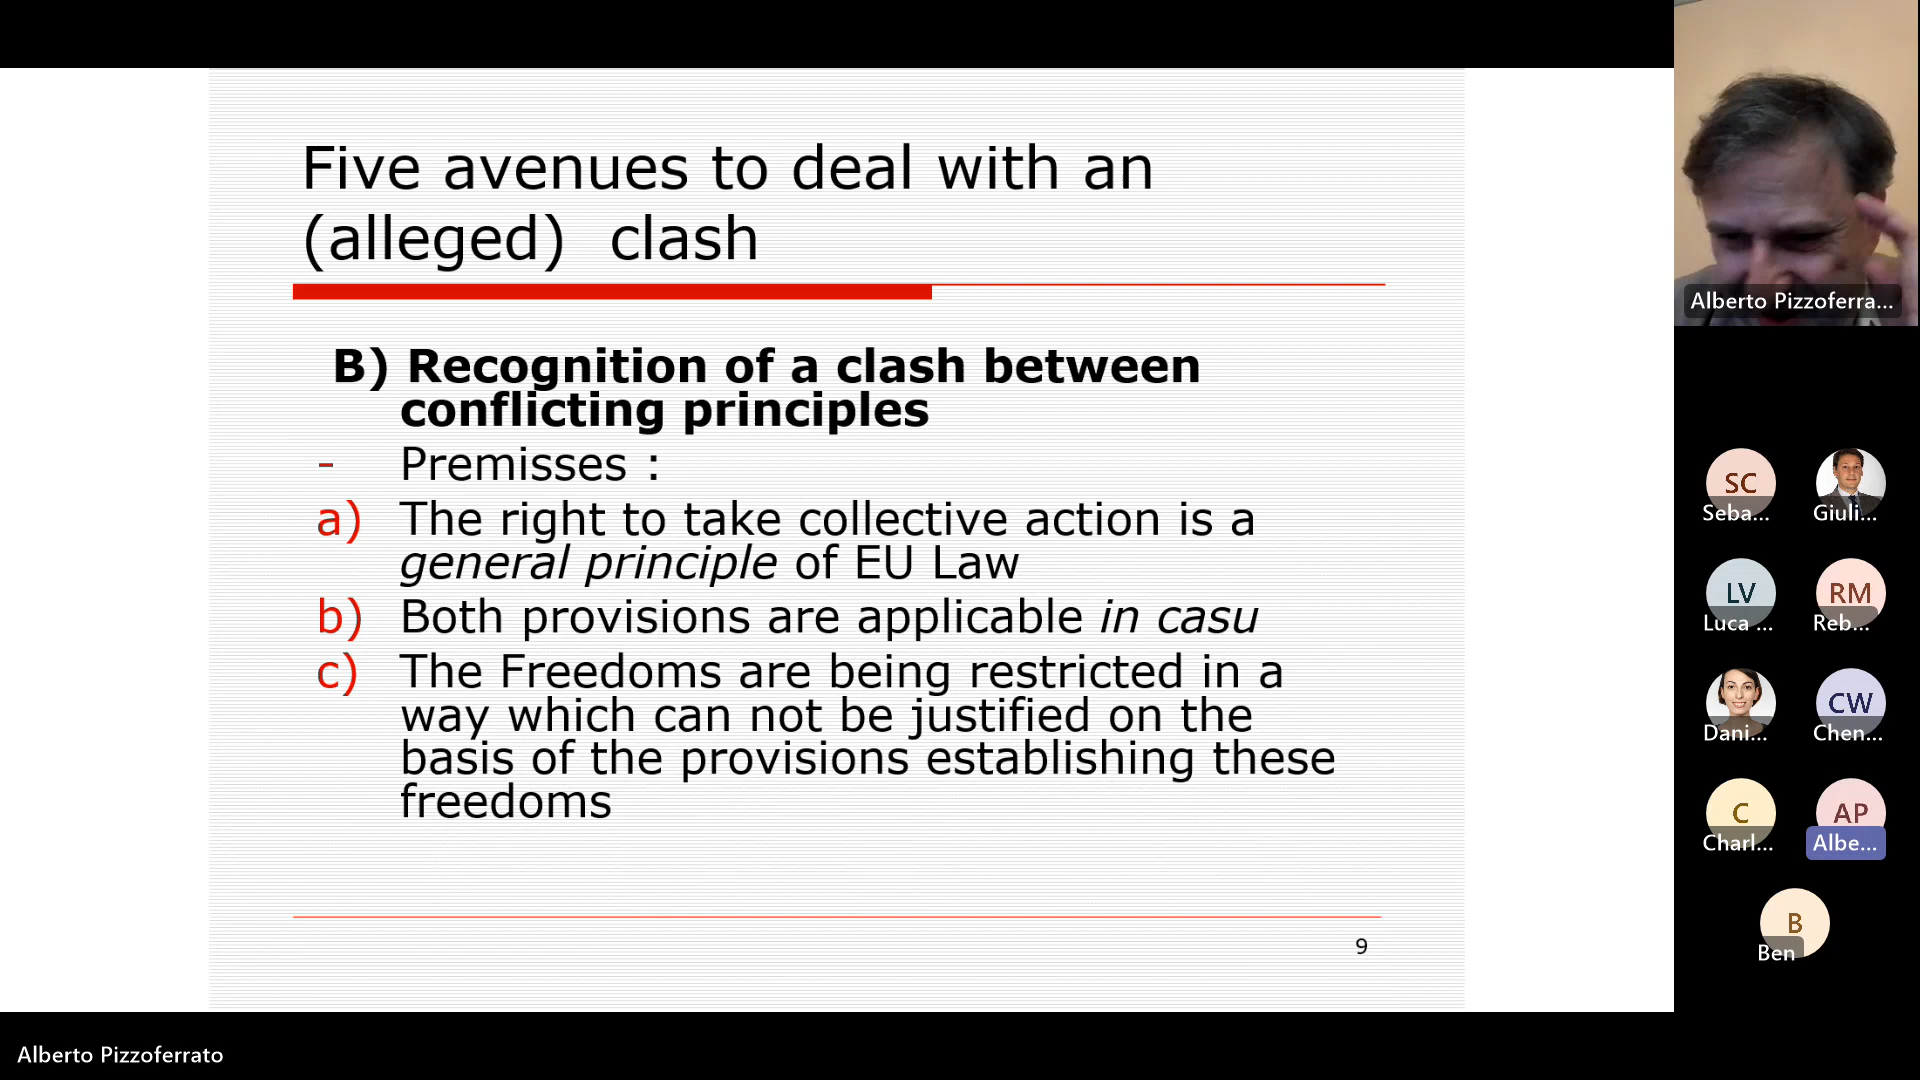 Five avenues to deal with an
(alleged) clash
B) Recognition of a clash between
conflicting principles
- Premisses :
a) The right to take collective action is a
general principle of EU Law
b) Both provisions are applicable in casu
c) The Freedoms are being restricted in a
way which can not be justified on the
basis of the provisions establishing these
freedoms
9
Alberto Pizzoferra...
SC
Seba...
Giuli...
LV
Luca ...
RM
Reb...
Dani...
CW
Chen...
C
Charl...
AP
Albe...
B
Ben
Alberto Pizzoferrato